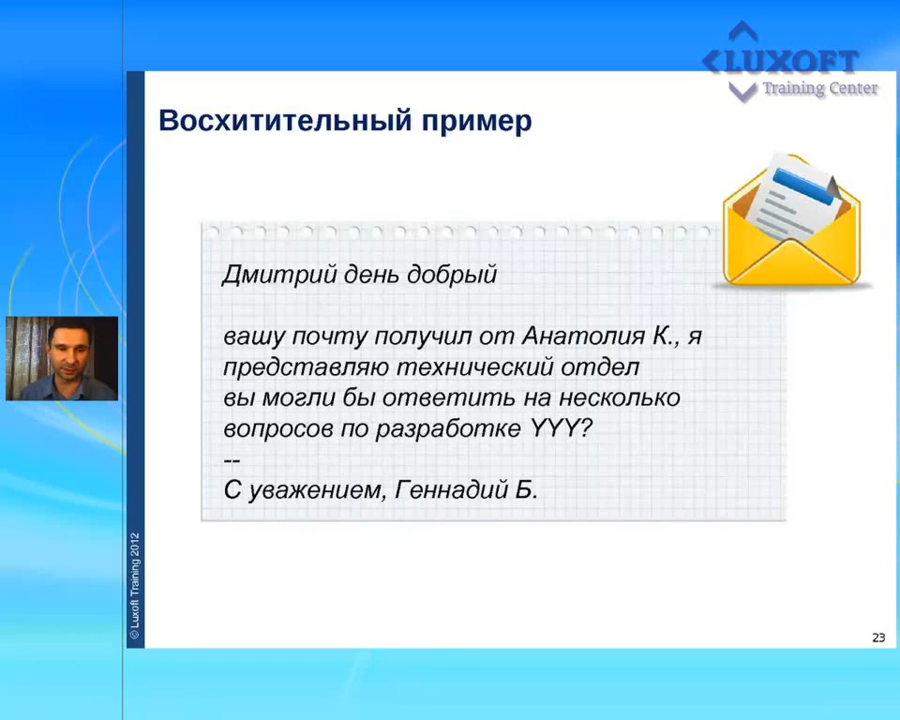 LUXOFT
Training Center
Восхитительный пример
Дмитрий день добрый
вашу почту получил от Анатолия К., я
представляю технический отдел
вы могли бы ответить на несколько
вопросов по разработке YYY?
--
С уважением, Геннадий Б.
© Luxoft Training 2012
23